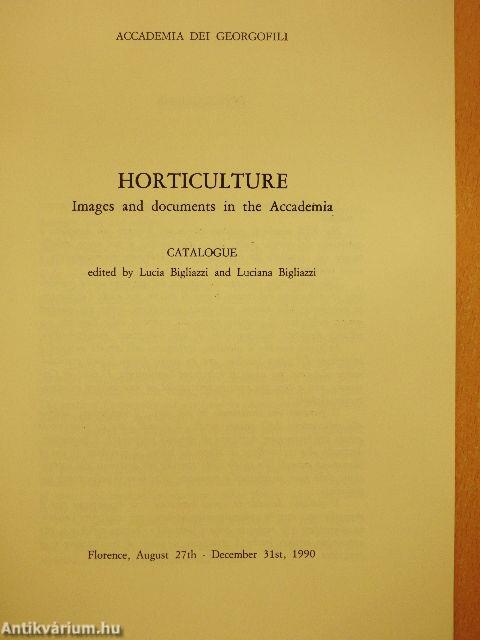 ACCADEMIA DEI GEORGOFILI
HORTICULTURE
Images and documents in the Accademia
CATALOGUE
edited by Lucia Bigliazzi and Luciana Bigliazzi
Florence, August 27th - December 31st, 1990
Antikvárium.hu